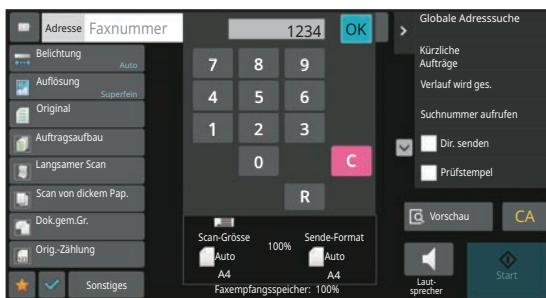 Adresse Faxnummer
1234 OK
Belichtung
Auto
Auflösung
Superfein
Original
Auftragsaufbau
Langsamer Scan
Scan von dickem Pap.
Dok.gem.Gr.
Orig.-Zählung
Sonstiges
7 8 9
4 5 6
1 2 3
0 C
R
Scan-Grösse 100% Sende-Format
Auto Auto
A4 A4
Faxempfangsspeicher: 100%
Globale Adresssuche
Kürzliche
Aufträge
Verlauf wird ges.
Suchnummer aufrufen
Dir. senden
Prüfstempel
Vorschau CA
Laut-
sprecher
Start